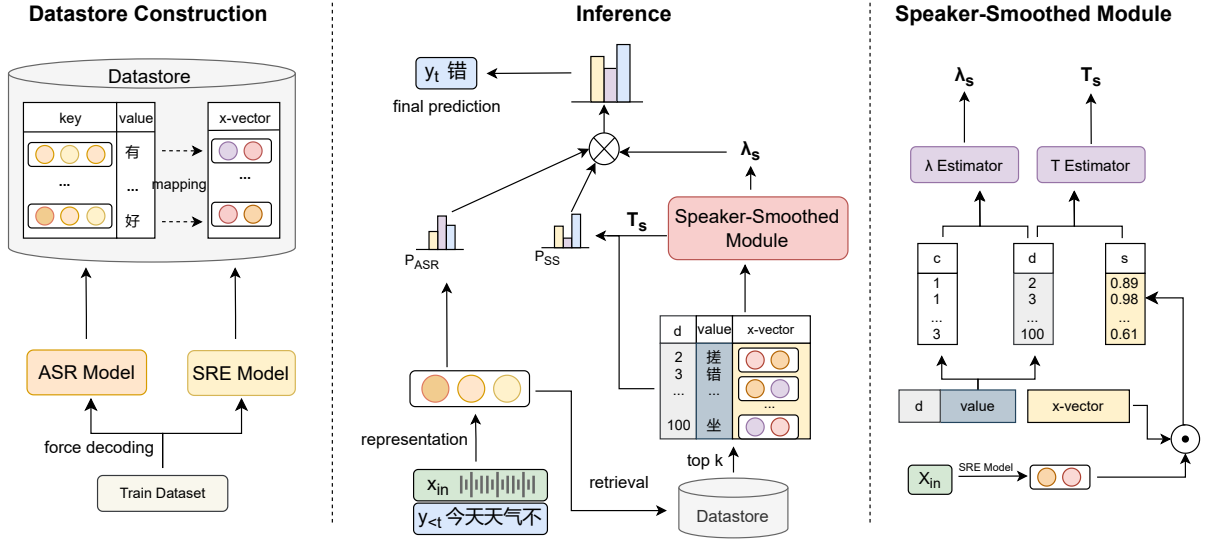 Datastore Construction
Datastore
key value x-vector
有
... mapping ...
...
好
ASR Model
SRE Model
force decoding
Train Dataset
Inference
y_t 错
final prediction
λ_s
P_ASR
P_SS
T_s
Speaker-Smoothed
Module
d value x-vector
2 搓
3 错
... ...
...
100 坐
representation
top k
X_in
retrieval
y_<t 今天天气不
Datastore
Speaker-Smoothed Module
λ_s
T_s
λ Estimator
T Estimator
c d s
1 2 0.89
1 3 0.98
... ... ...
3 100 0.61
d value x-vector
X_in
SRE Model